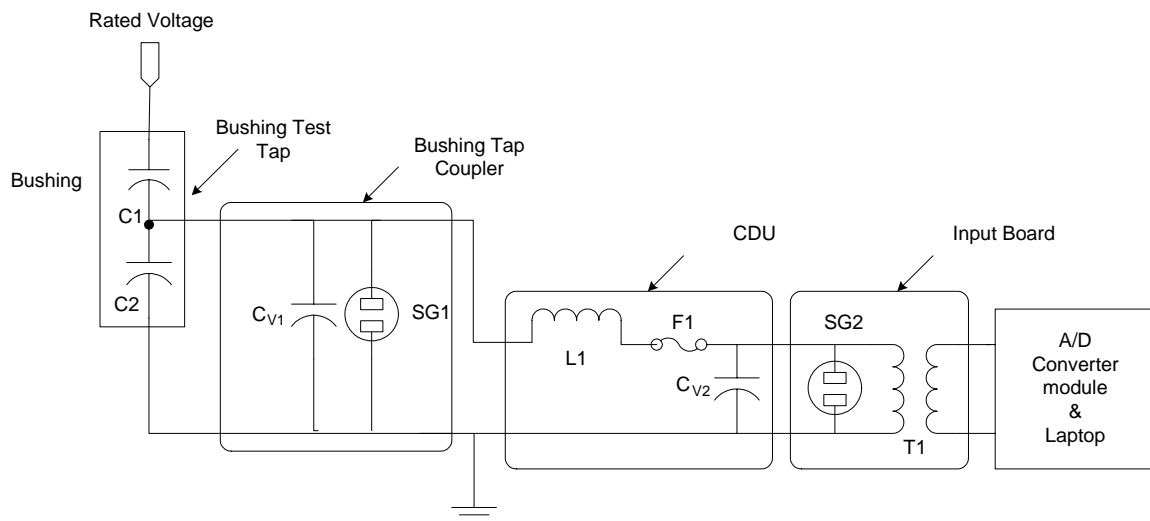 Rated Voltage
Bushing Test
Tap
Bushing Tap
Coupler
Bushing
C1
C2
CV1
SG1
CDU
Input Board
L1
F1
CV2
SG2
T1
A/D
Converter
module
&
Laptop